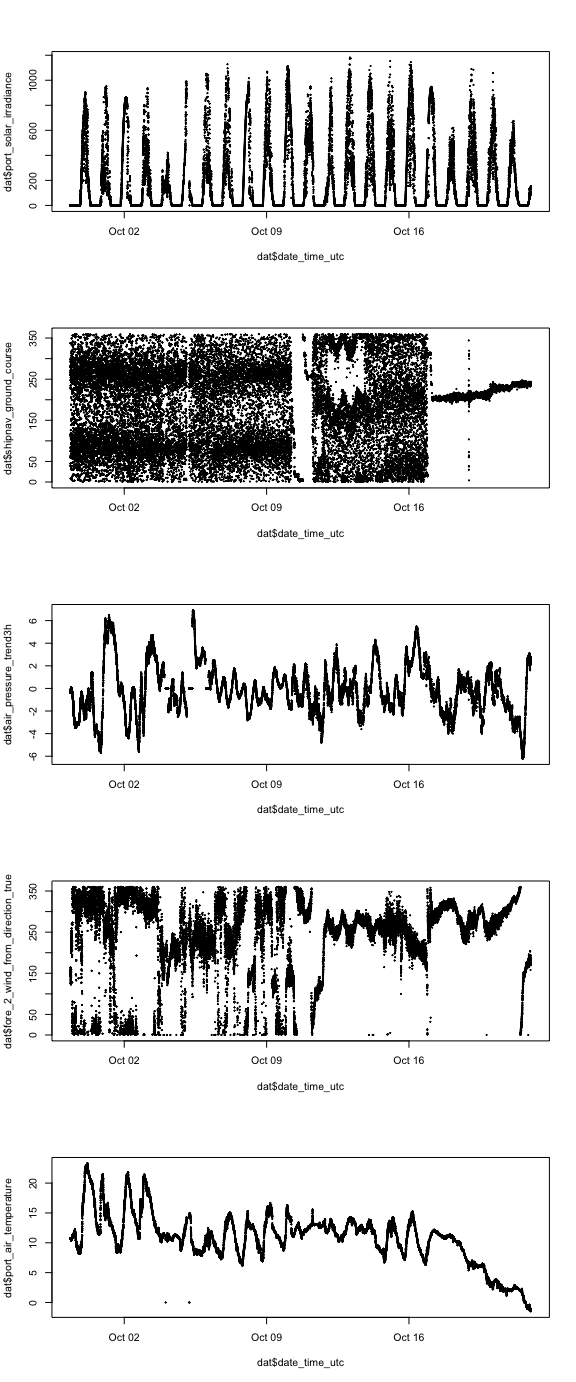 dat$port_solar_irradiance
0 200 600 1000
Oct 02 Oct 09 Oct 16
dat$date_time_utc
dat$shipnav_ground_course
0 50 150 250 350
Oct 02 Oct 09 Oct 16
dat$date_time_utc
dat$air_pressure_trend3h
-6 -4 -2 0 2 4 6
Oct 02 Oct 09 Oct 16
dat$date_time_utc
dat$fore_2_wind_from_direction_true
0 50 150 250 350
Oct 02 Oct 09 Oct 16
dat$date_time_utc
dat$port_air_temperature
0 5 10 15 20
Oct 02 Oct 09 Oct 16
dat$date_time_utc